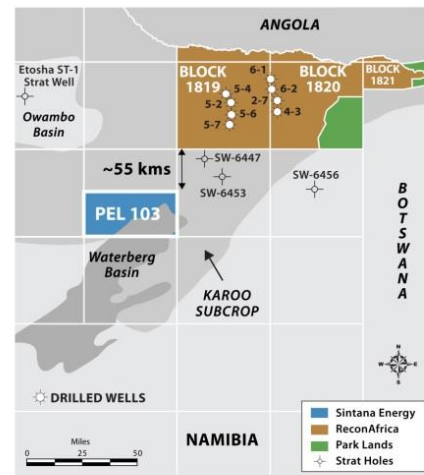 ANGOLA
Etosha ST-1
Strat Well
Owambo
Basin
BLOCK
1819
6-1
BLOCK
1820
BLOCK
1821
5-4
6-2
5-2
2-7
5-6
4-3
5-7
~55 kms
SW-6447
SW-6453
SW-6456
PEL 103
BOTSWANA
Waterberg
Basin
KAROO
SUBCROP
N
W
E
S
DRILLED WELLS
Miles
0
25
50
NAMIBIA
Sintana Energy
ReconAfrica
Park Lands
Strat Holes